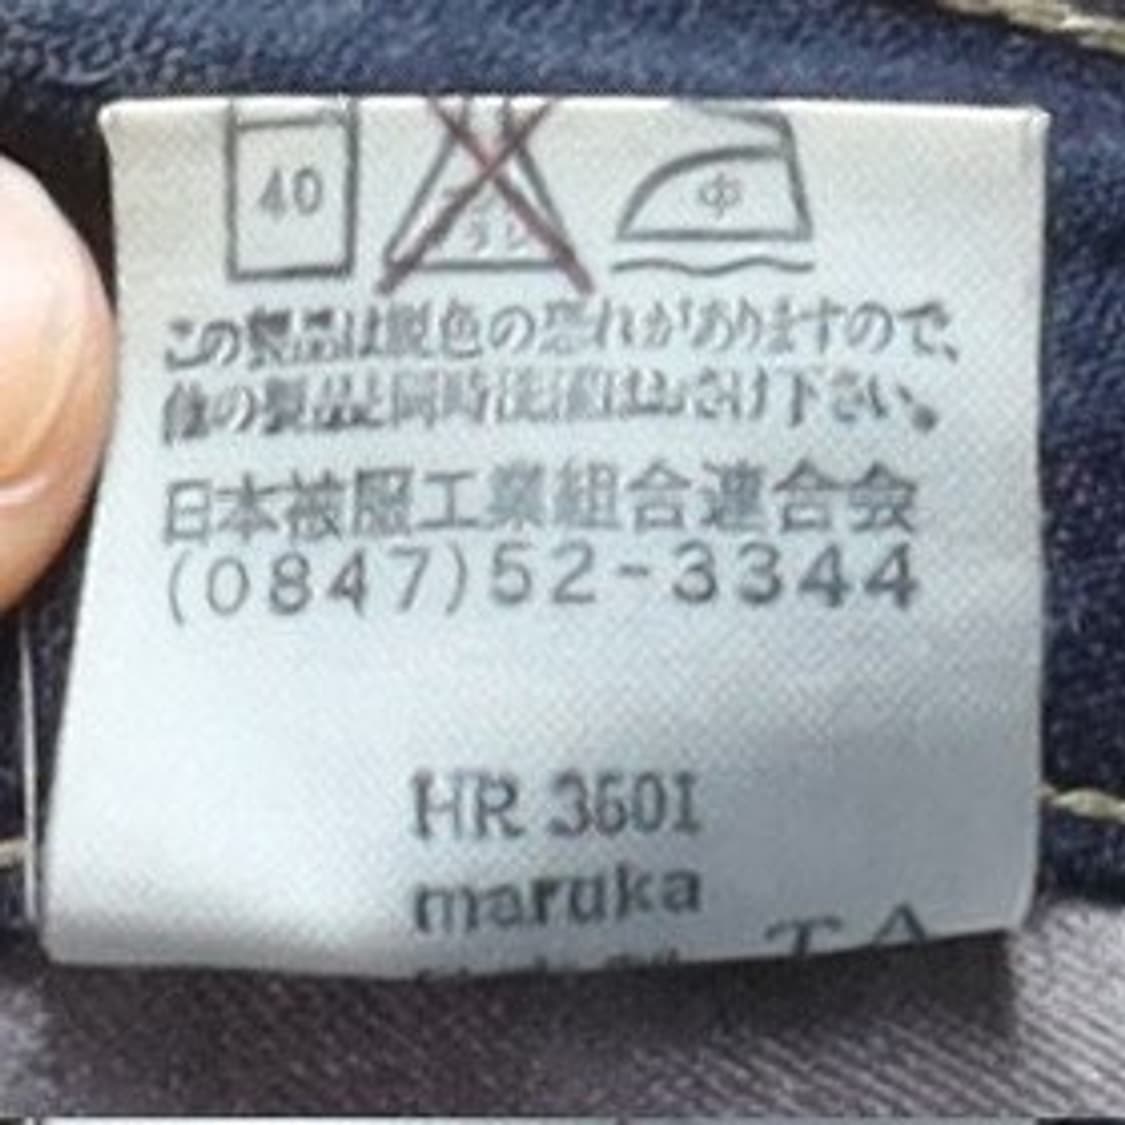 40
中
この製品は脱色の恐れがありますので、
他の製品と同時洗濯はおさけ下さい。
日本被服工業組合連合会
(0847)52-3344
HR 3601
maruka